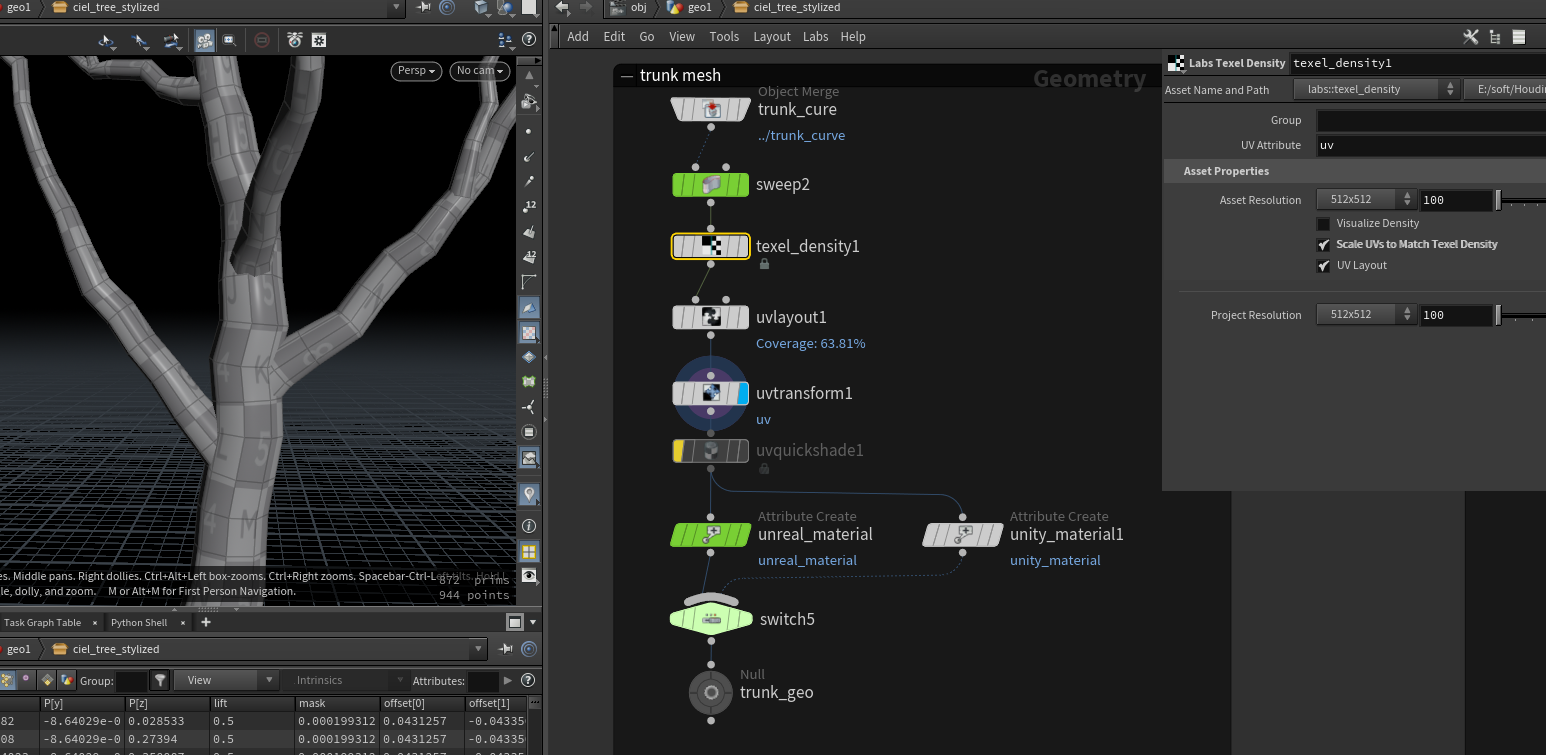 geo1 ciel_tree_stylized
Persp No cam
es. Middle pans. Right dollies. Ctrl+Alt+Left box-zooms. Ctrl+Right zooms. Spacebar-Ctrl-Left tilts. Hold L
le, dolly, and zoom. M or Alt+M for First Person Navigation.
872 prims
944 points
Task Graph Table × Python Shell × +
geo1 ciel_tree_stylized
Group: View Intrinsics Attributes:
P[y] P[z] lift mask offset[0] offset[1]
82 -8.64029e-0 0.028533 0.5 0.000199312 0.0431257 -0.04335
08 -8.64029e-0 0.27394 0.5 0.000199312 0.0431257 -0.04335
obj geo1 ciel_tree_stylized
Add Edit Go View Tools Layout Labs Help
trunk mesh
Geometry
Object Merge
trunk_cure
../trunk_curve
sweep2
texel_density1
uvlayout1
Coverage: 63.81%
uvtransform1
uv
uvquickshade1
Attribute Create
unreal_material
unreal_material
Attribute Create
unity_material1
unity_material
switch5
Null
trunk_geo
Labs Texel Density texel_density1
Asset Name and Path labs::texel_density E:/soft/Houdi
Group
UV Attribute uv
Asset Properties
Asset Resolution 512x512 100
Visualize Density
Scale UVs to Match Texel Density
UV Layout
Project Resolution 512x512 100